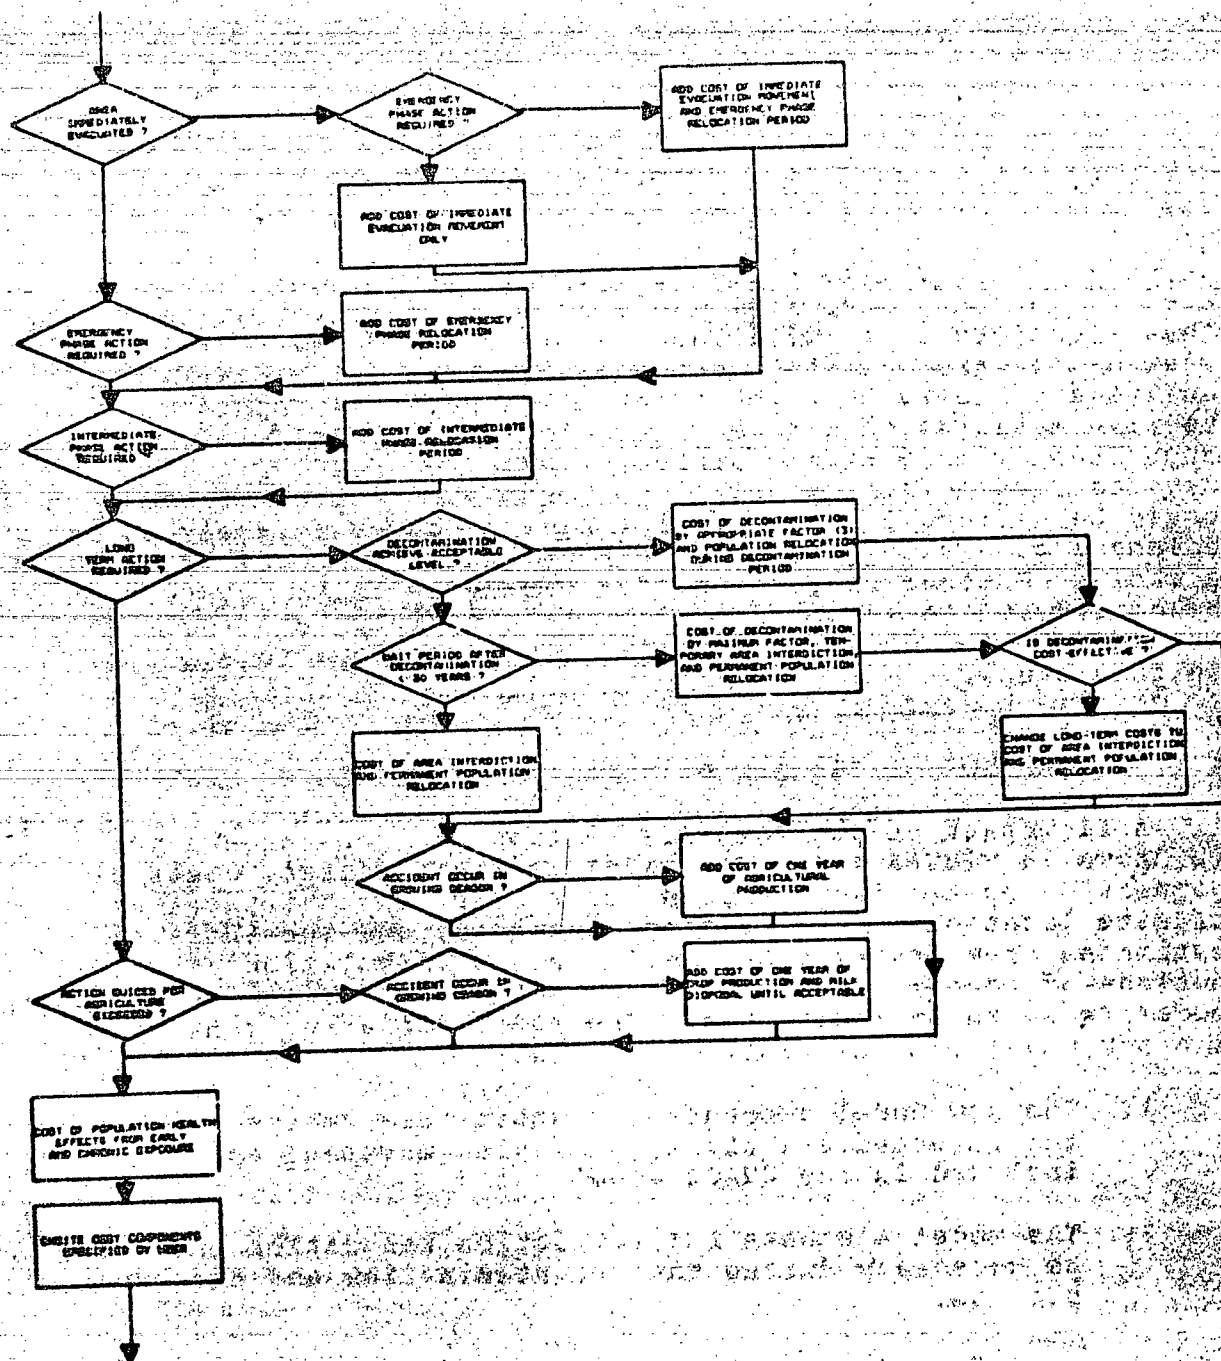 AREA
IMMEDIATELY
EVACUATED ?
EMERGENCY
PHASE ACTION
REQUIRED ?
ADD COST OF IMMEDIATE
EVACUATION MOVEMENT
AND EMERGENCY PHASE
RELOCATION PERIOD
ADD COST OF IMMEDIATE
EVACUATION MOVEMENT
ONLY
EMERGENCY
PHASE ACTION
REQUIRED ?
ADD COST OF EMERGENCY
PHASE RELOCATION
PERIOD
INTERMEDIATE
PHASE ACTION
REQUIRED
ADD COST OF INTERMEDIATE
PHASE RELOCATION
PERIOD
LONG
TERM ACTION
REQUIRED ?
DECONTAMINATION
ACHIEVE ACCEPTABLE
LEVEL ?
COST OF DECONTAMINATION
BY APPROPRIATE FACTOR (S)
AND POPULATION RELOCATION
DURING DECONTAMINATION
PERIOD
WAIT PERIOD AFTER
DECONTAMINATION
< 30 YEARS ?
COST OF DECONTAMINATION
BY MAXIMUM FACTOR, TEM-
PORARY AREA INTERDICTION,
AND PERMANENT POPULATION
RELOCATION
IS DECONTAMINATION
COST-EFFECTIVE ?
COST OF AREA INTERDICTION
AND PERMANENT POPULATION
RELOCATION
CHANGE LONG-TERM COSTS TO
COST OF AREA INTERDICTION
AND PERMANENT POPULATION
RELOCATION
ACCIDENT OCCUR IN
GROWING SEASON ?
ADD COST OF ONE YEAR
OF AGRICULTURAL
PRODUCTION
ACTION GUIDES FOR
AGRICULTURE
EXCEEDED ?
ACCIDENT OCCUR IN
GROWING SEASON ?
ADD COST OF ONE YEAR OF
CROP PRODUCTION AND MILK
DISPOSAL UNTIL ACCEPTABLE
COST OF POPULATION HEALTH
EFFECTS FROM EARLY
AND CHRONIC EXPOSURE
ONSITE COST COMPONENTS
SPECIFIED BY USER